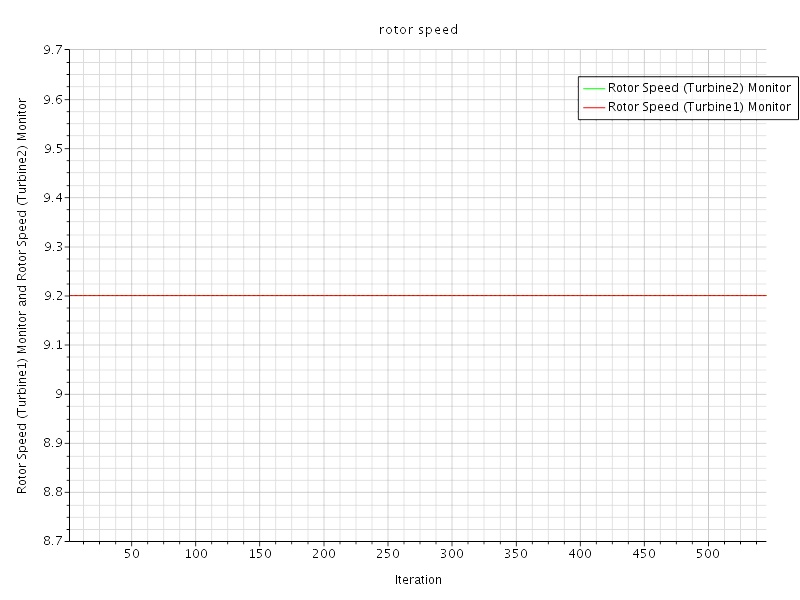 rotor speed
9.7
9.6
9.5
9.4
9.3
9.2
9.1
9
8.9
8.8
8.7
Rotor Speed (Turbine2) Monitor
Rotor Speed (Turbine1) Monitor
Rotor Speed (Turbine1) Monitor and Rotor Speed (Turbine2) Monitor
50 100 150 200 250 300 350 400 450 500
Iteration